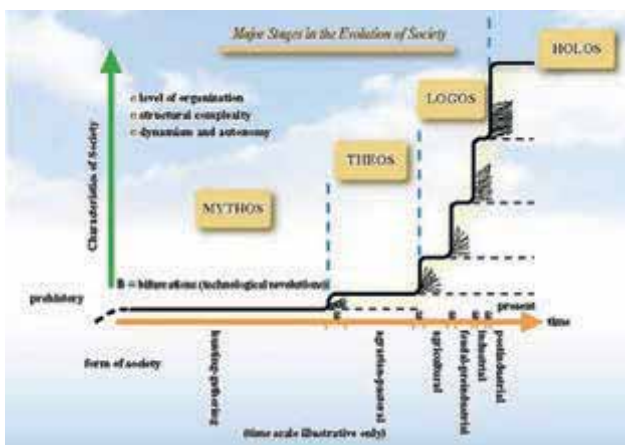 Major Stages in the Evolution of Society
HOLOS
LOGOS
THEOS
MYTHOS
Characteristics of Society
level of organization
structural complexity
dynamism and autonomy
B = bifurcations (technological revolutions)
prehistory
present
time
form of society
hunting-gathering
agrarian-pastoral
agricultural
feudal-preindustrial
industrial
postindustrial
(time scale illustrative only)